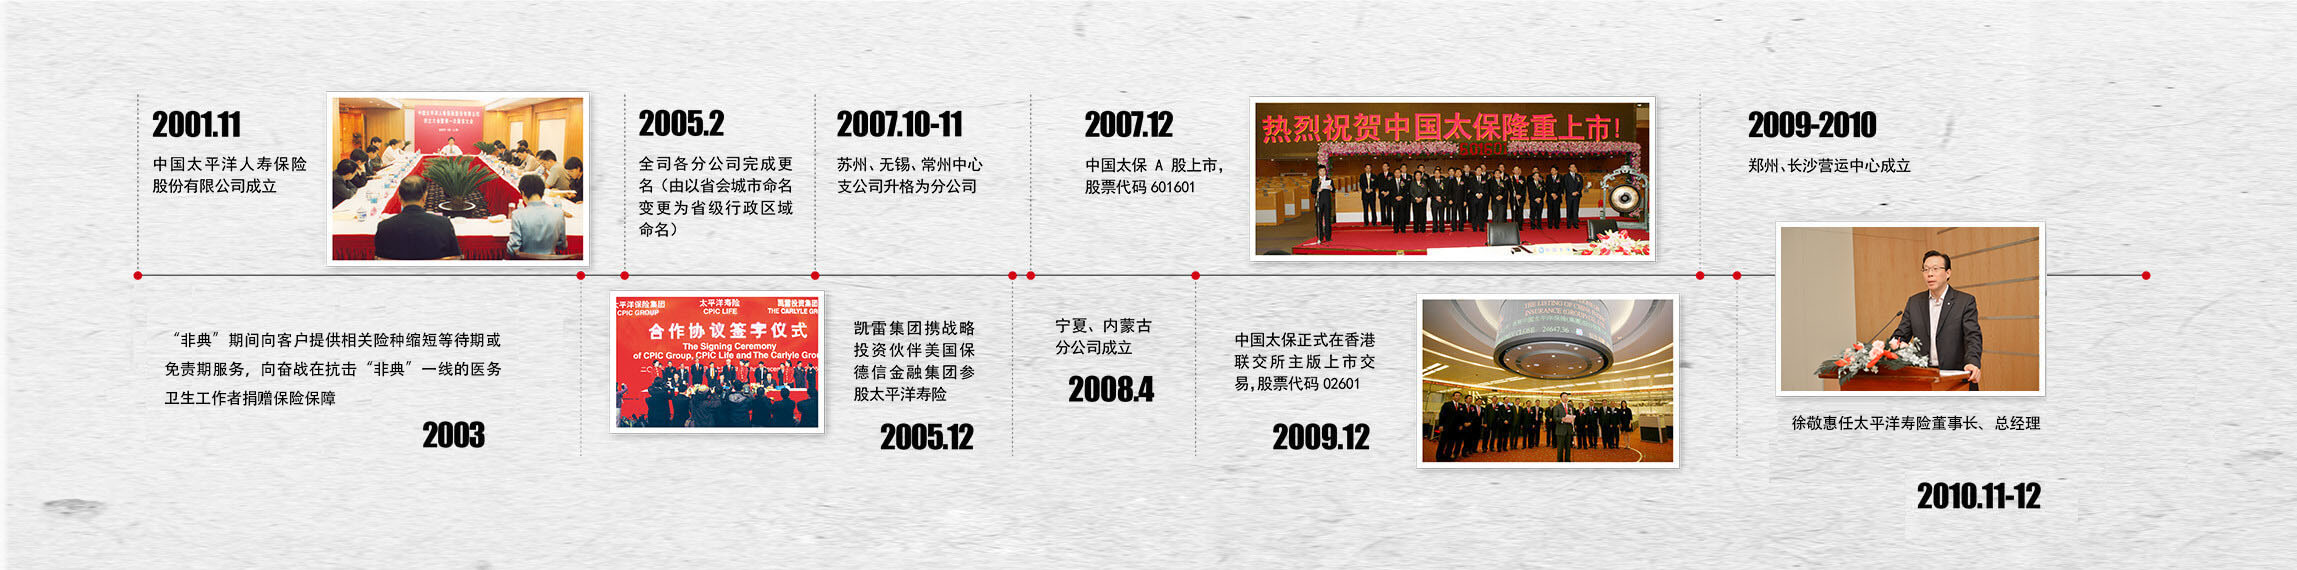 2001.11
中国太平洋人寿保险
股份有限公司成立
2005.2
全司各分公司完成更
名（由以省会城市命名
变更为省级行政区域
命名）
2007.10-11
苏州、无锡、常州中心
支公司升格为分公司
2007.12
中国太保 A 股上市，
股票代码 601601
热烈祝贺中国太保隆重上市!
2009-2010
郑州、长沙营运中心成立
“非典”期间向客户提供相关险种缩短等待期或
免责期服务，向奋战在抗击“非典”一线的医务
卫生工作者捐赠保险保障
2003
太平洋保险集团 太平洋寿险 凯雷投资集团
CPIC GROUP CPIC LIFE THE CARLYLE GR
合作协议签字仪式
The Signing Ceremony
of CPIC Group, CPIC Life and The Carlyle Grou
凯雷集团携战略
投资伙伴美国保
德信金融集团参
股太平洋寿险
2005.12
宁夏、内蒙古
分公司成立
2008.4
中国太保正式在香港
联交所主版上市交
易，股票代码 02601
2009.12
徐敬惠任太平洋寿险董事长、总经理
2010.11-12